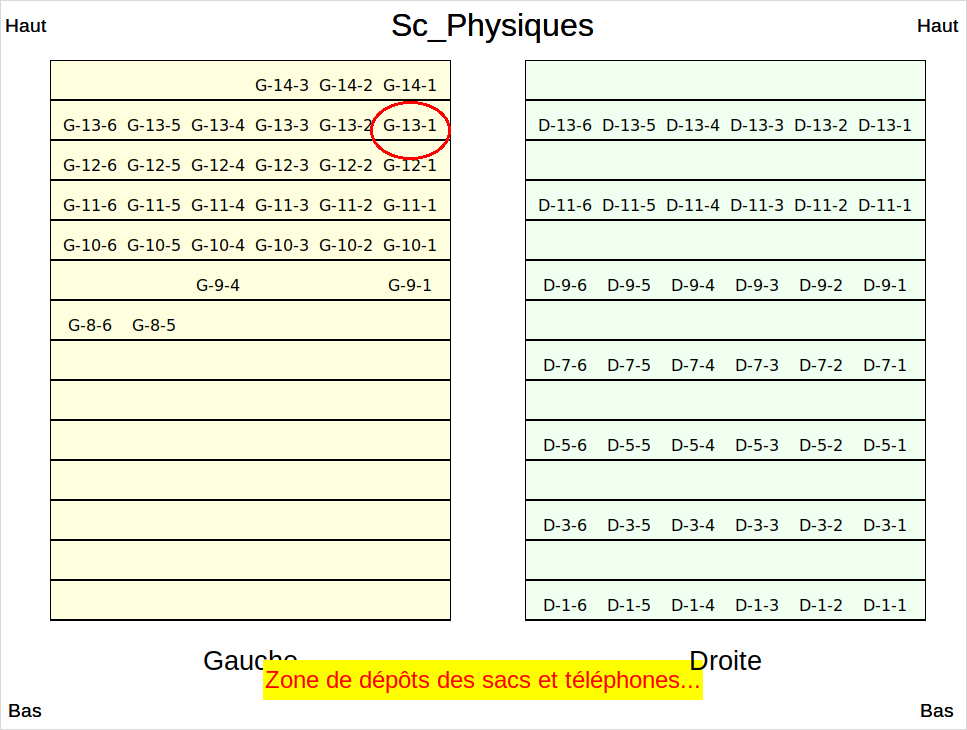 Haut Sc_Physiques Haut
G-14-3 G-14-2 G-14-1
G-13-6 G-13-5 G-13-4 G-13-3 G-13-2 G-13-1 D-13-6 D-13-5 D-13-4 D-13-3 D-13-2 D-13-1
G-12-6 G-12-5 G-12-4 G-12-3 G-12-2 G-12-1
G-11-6 G-11-5 G-11-4 G-11-3 G-11-2 G-11-1 D-11-6 D-11-5 D-11-4 D-11-3 D-11-2 D-11-1
G-10-6 G-10-5 G-10-4 G-10-3 G-10-2 G-10-1
G-9-4 G-9-1 D-9-6 D-9-5 D-9-4 D-9-3 D-9-2 D-9-1
G-8-6 G-8-5
D-7-6 D-7-5 D-7-4 D-7-3 D-7-2 D-7-1
D-5-6 D-5-5 D-5-4 D-5-3 D-5-2 D-5-1
D-3-6 D-3-5 D-3-4 D-3-3 D-3-2 D-3-1
D-1-6 D-1-5 D-1-4 D-1-3 D-1-2 D-1-1
Gauche Droite
Zone de dépôts des sacs et téléphones...
Bas Bas